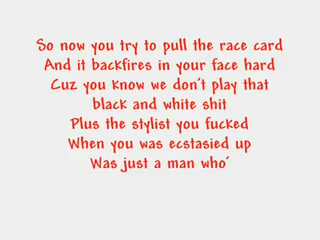 So now you try to pull the race card
And it backfires in your face hard
Cuz you know we don't play that
black and white shit
Plus the stylist you fucked
When you was ecstasied up
Was just a man who'